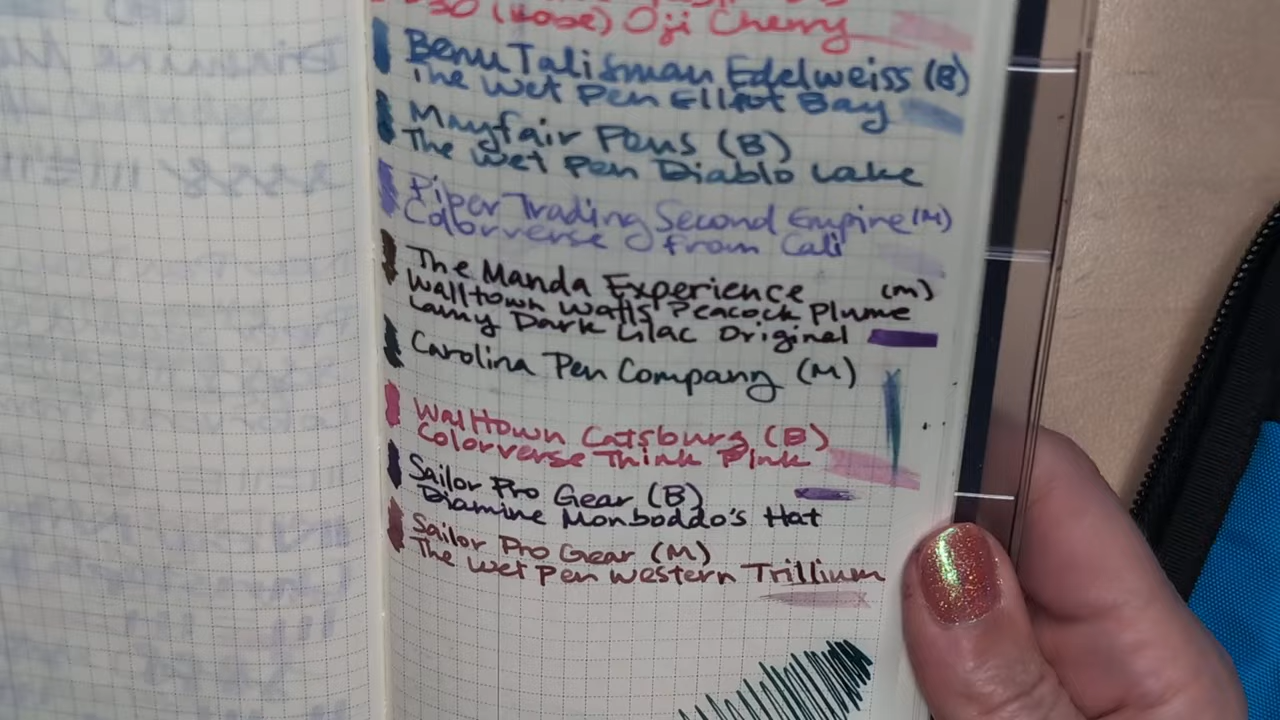 Oji Cherry
Benu Talisman Edelweiss (B)
The Wet Pen Elliot Bay
Mayfair Pens (B)
The Wet Pen Diablo Lake
Piper Trading Second Empire (M)
Colorverse from Cali
The Manda Experience (m)
Walltown Walls Peacock Plume
Lamy Dark Lilac Original
Carolina Pen Company (M)
Walltown Catsburg (B)
Colorverse Think Pink
Sailor Pro Gear (B)
Diamine Monboddo's Hat
Sailor Pro Gear (M)
The Wet Pen Western Trillium